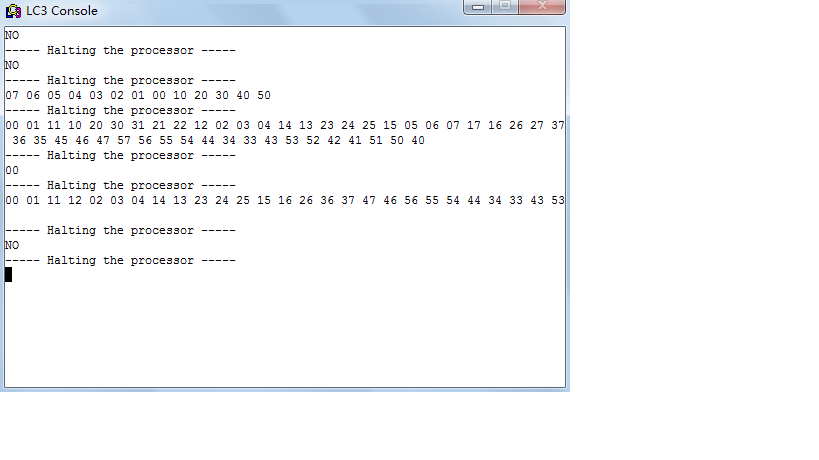 LC3 Console
NO
----- Halting the processor -----
NO
----- Halting the processor -----
07 06 05 04 03 02 01 00 10 20 30 40 50
----- Halting the processor -----
00 01 11 10 20 30 31 21 22 12 02 03 04 14 13 23 24 25 15 05 06 07 17 16 26 27 37
36 35 45 46 47 57 56 55 54 44 34 33 43 53 52 42 41 51 50 40
----- Halting the processor -----
00
----- Halting the processor -----
00 01 11 12 02 03 04 14 13 23 24 25 15 16 26 36 37 47 46 56 55 54 44 34 33 43 53
----- Halting the processor -----
NO
----- Halting the processor -----